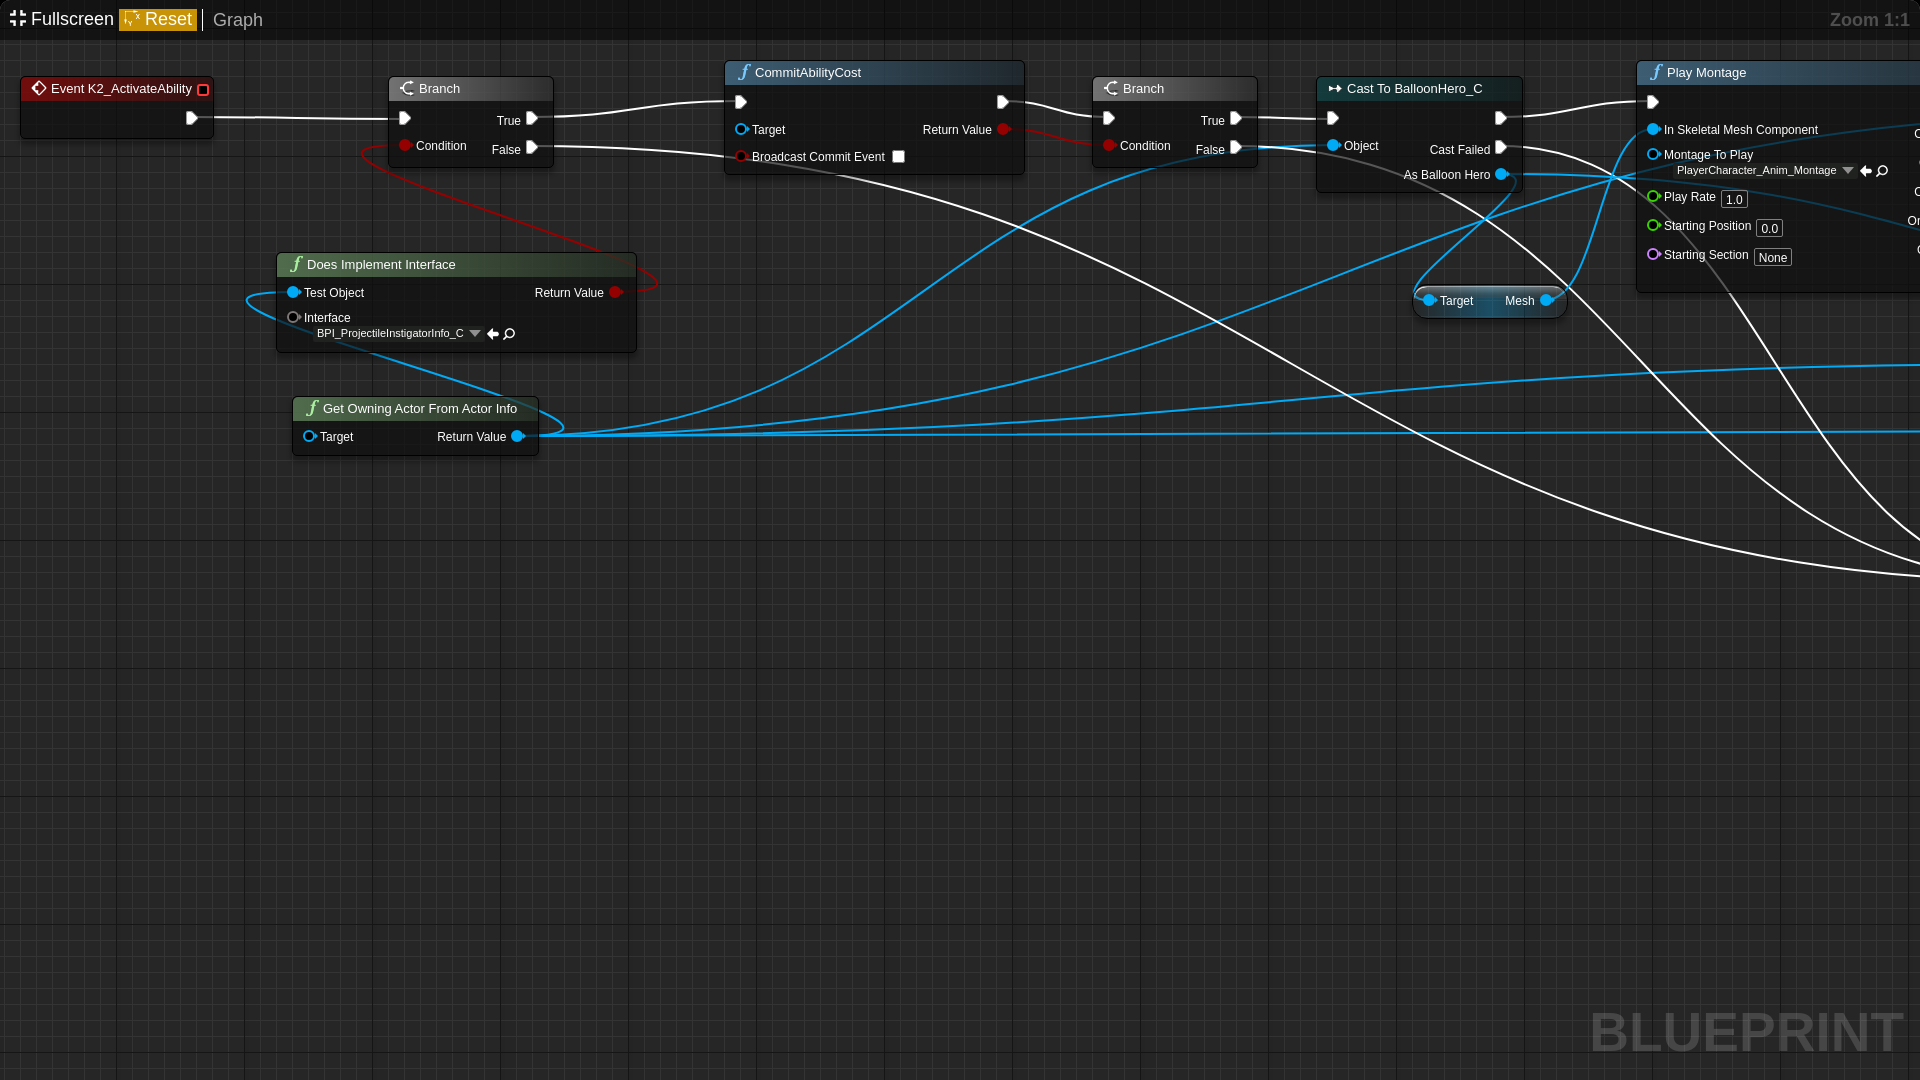 Fullscreen Reset Graph
Zoom 1:1
Event K2_ActivateAbility
Branch
True
Condition
False
CommitAbilityCost
Target
Return Value
Broadcast Commit Event
Branch
True
Condition
False
Cast To BalloonHero_C
Object
Cast Failed
As Balloon Hero
Play Montage
In Skeletal Mesh Component
Montage To Play
PlayerCharacter_Anim_Montage
Play Rate 1.0
Starting Position 0.0
Starting Section None
Does Implement Interface
Test Object
Return Value
Interface
BPI_ProjectileInstigatorInfo_C
Target
Mesh
Get Owning Actor From Actor Info
Target
Return Value
BLUEPRINT